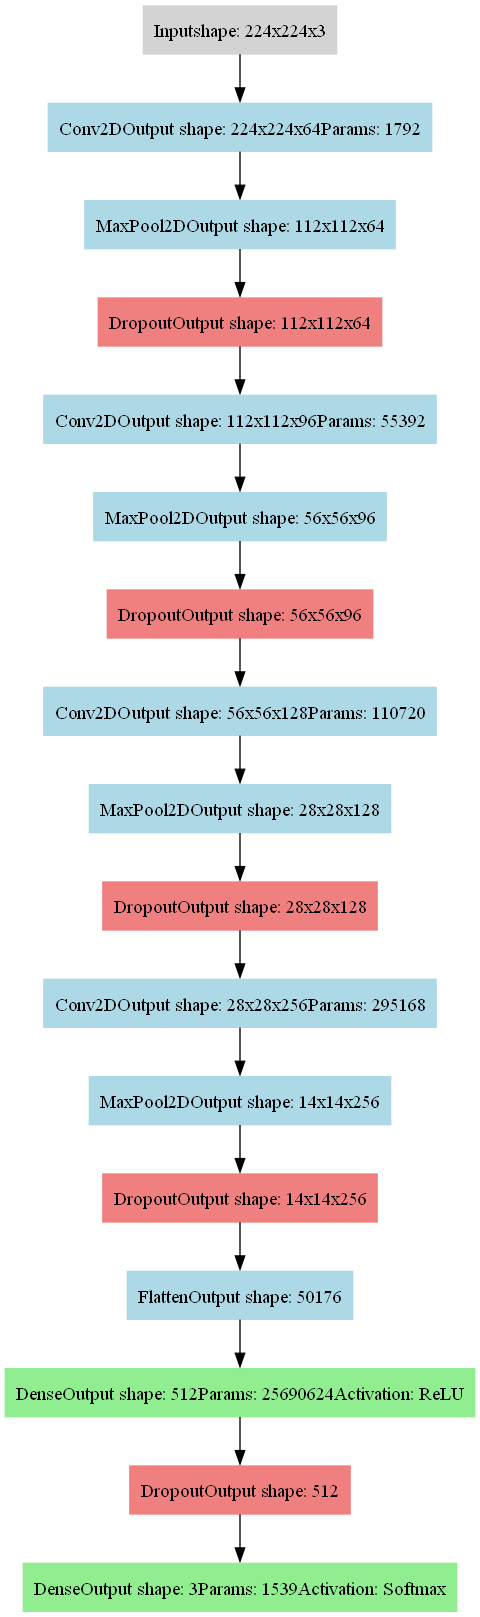 Inputshape: 224x224x3
Conv2DOutput shape: 224x224x64Params: 1792
MaxPool2DOutput shape: 112x112x64
DropoutOutput shape: 112x112x64
Conv2DOutput shape: 112x112x96Params: 55392
MaxPool2DOutput shape: 56x56x96
DropoutOutput shape: 56x56x96
Conv2DOutput shape: 56x56x128Params: 110720
MaxPool2DOutput shape: 28x28x128
DropoutOutput shape: 28x28x128
Conv2DOutput shape: 28x28x256Params: 295168
MaxPool2DOutput shape: 14x14x256
DropoutOutput shape: 14x14x256
FlattenOutput shape: 50176
DenseOutput shape: 512Params: 25690624Activation: ReLU
DropoutOutput shape: 512
DenseOutput shape: 3Params: 1539Activation: Softmax